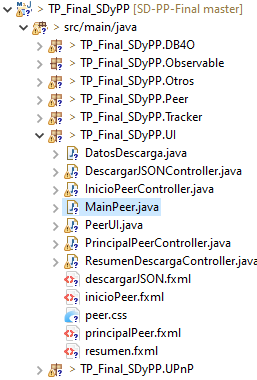 TP_Final_SDyPP [SD-PP-Final master]
src/main/java
TP_Final_SDyPP.DB4O
TP_Final_SDyPP.Observable
TP_Final_SDyPP.Otros
TP_Final_SDyPP.Peer
TP_Final_SDyPP.Tracker
TP_Final_SDyPP.UI
DatosDescarga.java
DescargarJSONController.java
InicioPeerController.java
MainPeer.java
PeerUI.java
PrincipalPeerController.java
ResumenDescargaController.java
descargarJSON.fxml
inicioPeer.fxml
peer.css
principalPeer.fxml
resumen.fxml
TP_Final_SDyPP.UPnP